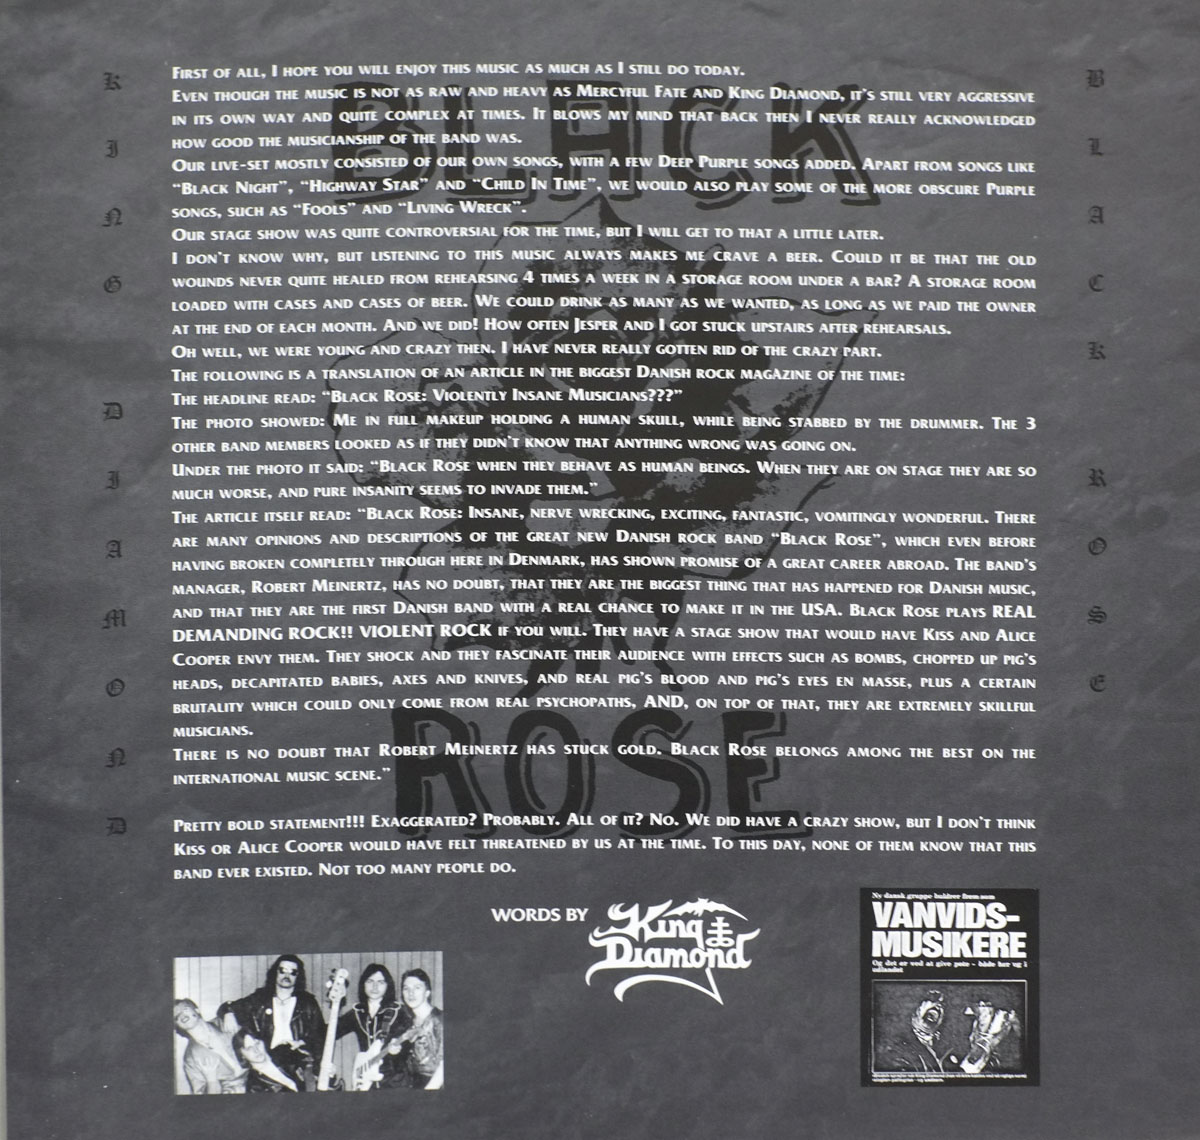 KING DIAMOND
BLACK ROSE
BLACK
ROSE
First of all, I hope you will enjoy this music as much as I still do today.
Even though the music is not as raw and heavy as Mercyful Fate and King Diamond, it's still very aggressive
in its own way and quite complex at times. It blows my mind that back then I never really acknowledged
how good the musicianship of the band was.
Our live-set mostly consisted of our own songs, with a few Deep Purple songs added. Apart from songs like
"Black Night", "Highway Star" and "Child In Time", we would also play some of the more obscure Purple
songs, such as "Fools" and "Living Wreck".
Our stage show was quite controversial for the time, but I will get to that a little later.
I don't know why, but listening to this music always makes me crave a beer. Could it be that the old
wounds never quite healed from rehearsing 4 times a week in a storage room under a bar? A storage room
loaded with cases and cases of beer. We could drink as many as we wanted, as long as we paid the owner
at the end of each month. And we did! How often Jesper and I got stuck upstairs after rehearsals.
Oh well, we were young and crazy then. I have never really gotten rid of the crazy part.
The following is a translation of an article in the biggest Danish rock magazine of the time:
The headline read: "Black Rose: Violently Insane Musicians???"
The photo showed: Me in full makeup holding a human skull, while being stabbed by the drummer. The 3
other band members looked as if they didn't know that anything wrong was going on.
Under the photo it said: "Black Rose when they behave as human beings. When they are on stage they are so
much worse, and pure insanity seems to invade them."
The article itself read: "Black Rose: Insane, nerve wrecking, exciting, fantastic, vomitingly wonderful. There
are many opinions and descriptions of the great new Danish rock band "Black Rose", which even before
having broken completely through here in Denmark, has shown promise of a great career abroad. The band's
manager, Robert Meinertz, has no doubt, that they are the biggest thing that has happened for Danish music,
and that they are the first Danish band with a real chance to make it in the USA. Black Rose plays REAL
DEMANDING ROCK!! VIOLENT ROCK if you will. They have a stage show that would have Kiss and Alice
Cooper envy them. They shock and they fascinate their audience with effects such as bombs, chopped up pig's
heads, decapitated babies, axes and knives, and real pig's blood and pig's eyes en masse, plus a certain
brutality which could only come from real psychopaths, AND, on top of that, they are extremely skillful
musicians.
There is no doubt that Robert Meinertz has stuck gold. Black Rose belongs among the best on the
international music scene."
Pretty bold statement!!! Exaggerated? Probably. All of it? No. We did have a crazy show, but I don't think
Kiss or Alice Cooper would have felt threatened by us at the time. To this day, none of them know that this
band ever existed. Not too many people do.
WORDS BY King Diamond
Ny dansk gruppe buldrer frem som
VANVIDS-
MUSIKERE
Og det er ved at give pote - både her og i
udlandet